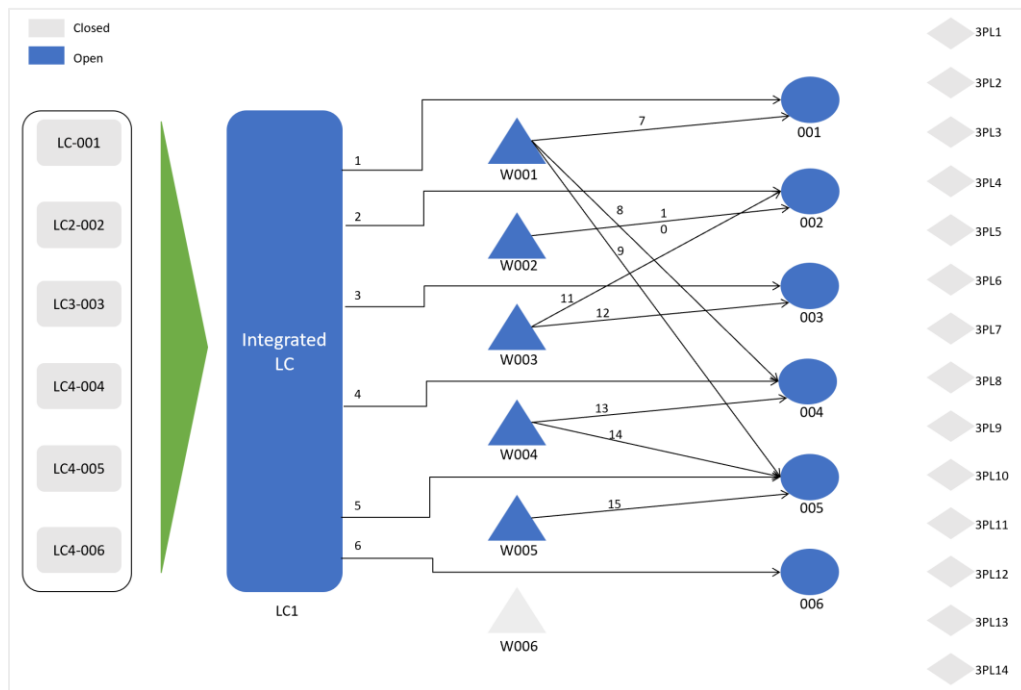 Closed
Open
LC-001
LC2-002
LC3-003
LC4-004
LC4-005
LC4-006
Integrated
LC
LC1
1
2
3
4
5
6
W001
W002
W003
W004
W005
W006
7
8
9
1
0
11
12
13
14
15
001
002
003
004
005
006
3PL1
3PL2
3PL3
3PL4
3PL5
3PL6
3PL7
3PL8
3PL9
3PL10
3PL11
3PL12
3PL13
3PL14